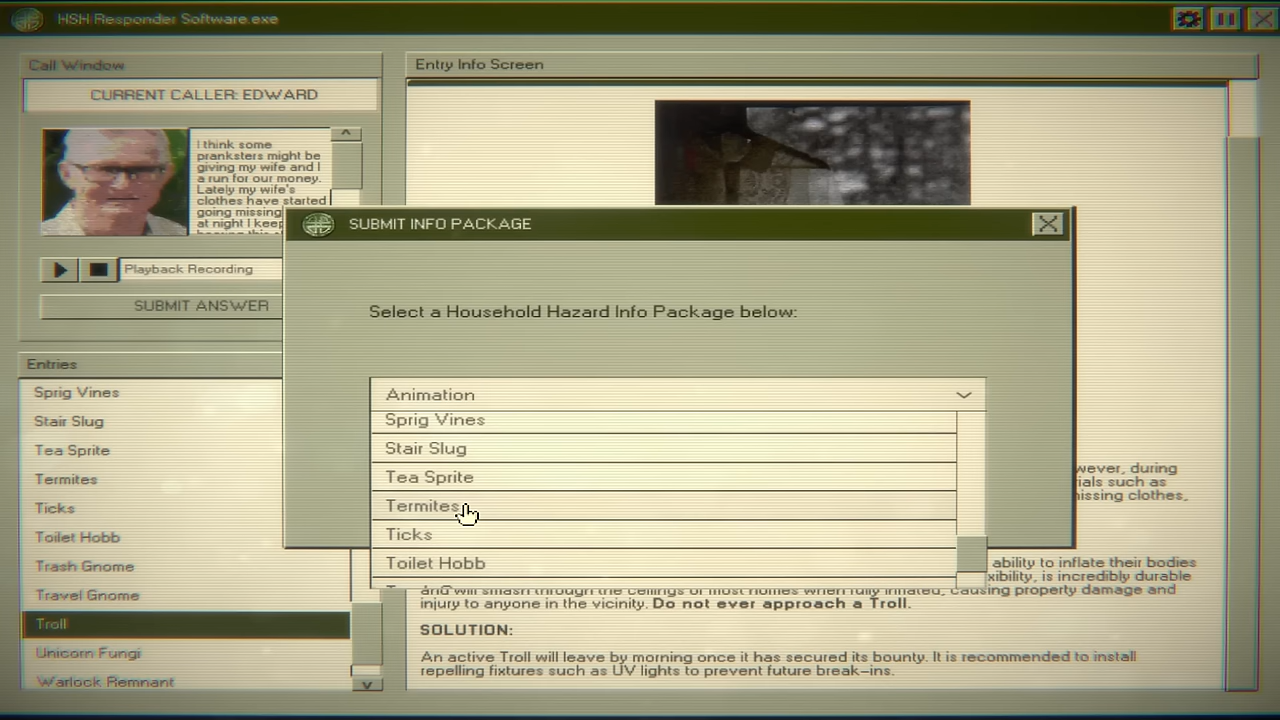 HSH Responder Software.exe
Call Window
CURRENT CALLER: EDWARD
I think some
pranksters might be
giving my wife and I
a run for our money.
Lately my wife's
clothes have started
going missing
at night I keep
Playback Recording
SUBMIT ANSWER
Entries
Sprig Vines
Stair Slug
Tea Sprite
Termites
Ticks
Toilet Hobb
Trash Gnome
Travel Gnome
Troll
Unicorn Fungi
Warlock Remnant
Entry Info Screen
SUBMIT INFO PACKAGE
Select a Household Hazard Info Package below:
Animation
Sprig Vines
Stair Slug
Tea Sprite
Termites
Ticks
Toilet Hobb
wever, during
ials such as
missing clothes,
ability to inflate their bodies
xibility, is incredibly durable
and will smash through the ceilings of most homes when fully inflated, causing property damage and
injury to anyone in the vicinity. Do not ever approach a Troll.
SOLUTION:
An active Troll will leave by morning once it has secured its bounty. It is recommended to install
repelling fixtures such as UV lights to prevent future break-ins.